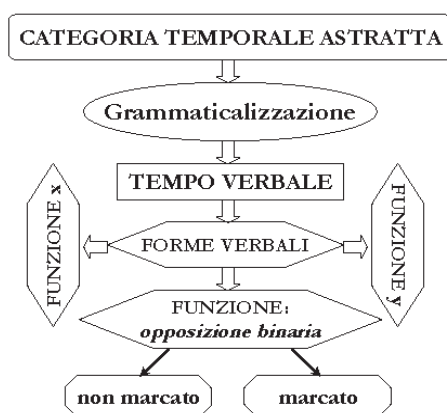 CATEGORIA TEMPORALE ASTRATTA
Grammaticalizzazione
TEMPO VERBALE
FUNZIONE x
FORME VERBALI
FUNZIONE y
FUNZIONE:
opposizione binaria
non marcato
marcato